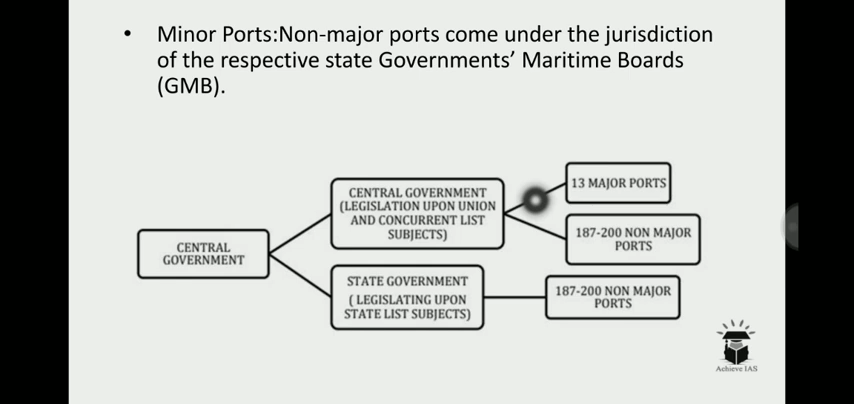 • Minor Ports:Non-major ports come under the jurisdiction
of the respective state Governments’ Maritime Boards
(GMB).
CENTRAL
GOVERNMENT
CENTRAL GOVERNMENT
(LEGISLATION UPON UNION
AND CONCURRENT LIST
SUBJECTS)
13 MAJOR PORTS
187-200 NON MAJOR
PORTS
STATE GOVERNMENT
( LEGISLATING UPON
STATE LIST SUBJECTS)
187-200 NON MAJOR
PORTS
Achieve IAS